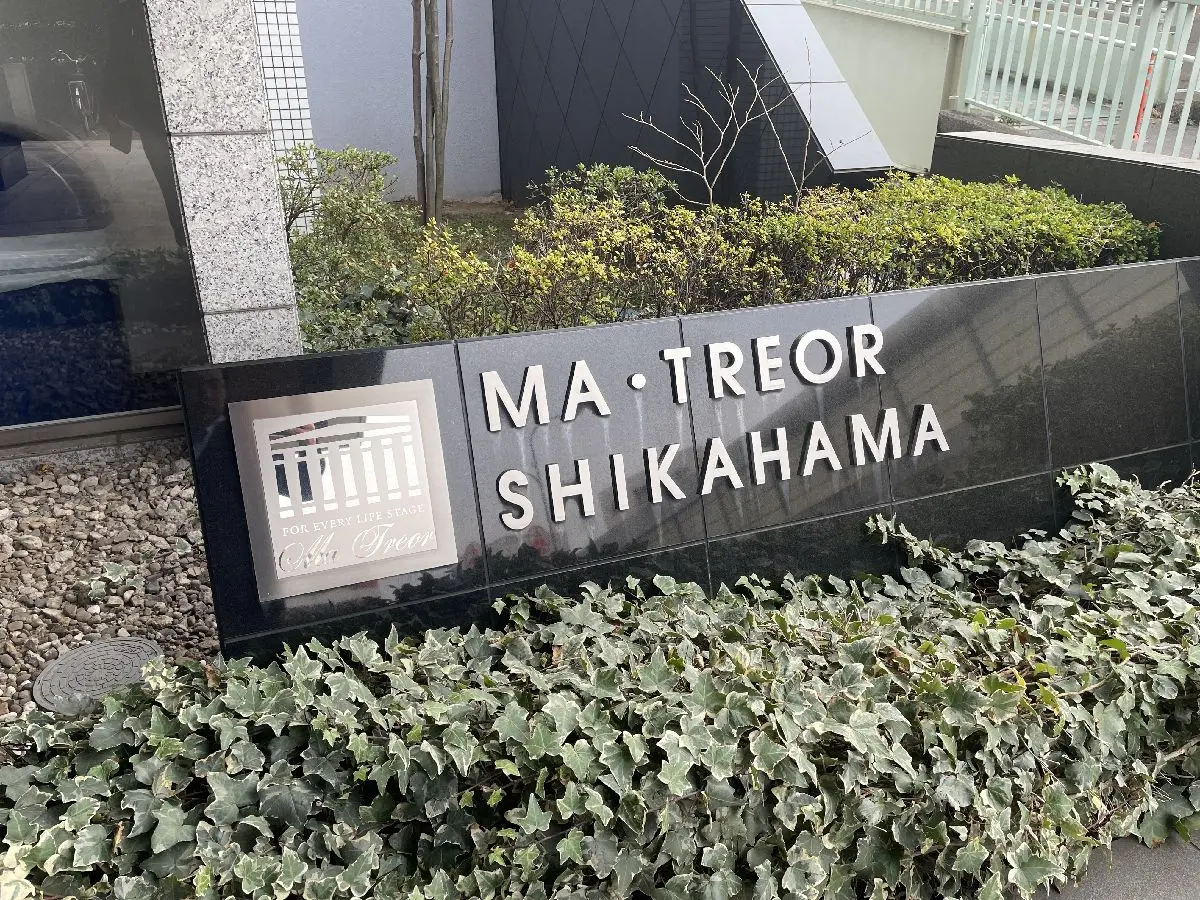 MA・TREOR
SHIKAHAMA
FOR EVERY LIFE STAGE
Ma Treor